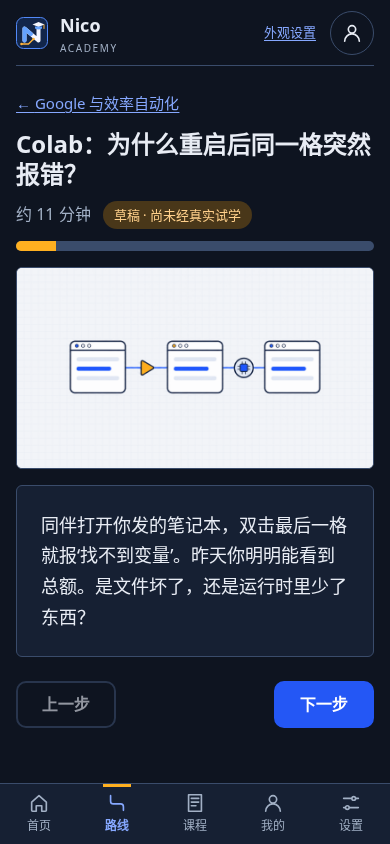 Nico
ACADEMY
外观设置
← Google 与效率自动化
Colab：为什么重启后同一格突然
报错？
约 11 分钟
草稿 · 尚未经真实试学
同伴打开你发的笔记本，双击最后一格
就报‘找不到变量’。昨天你明明能看到
总额。是文件坏了，还是运行时里少了
东西？
上一步
下一步
首页
路线
课程
我的
设置